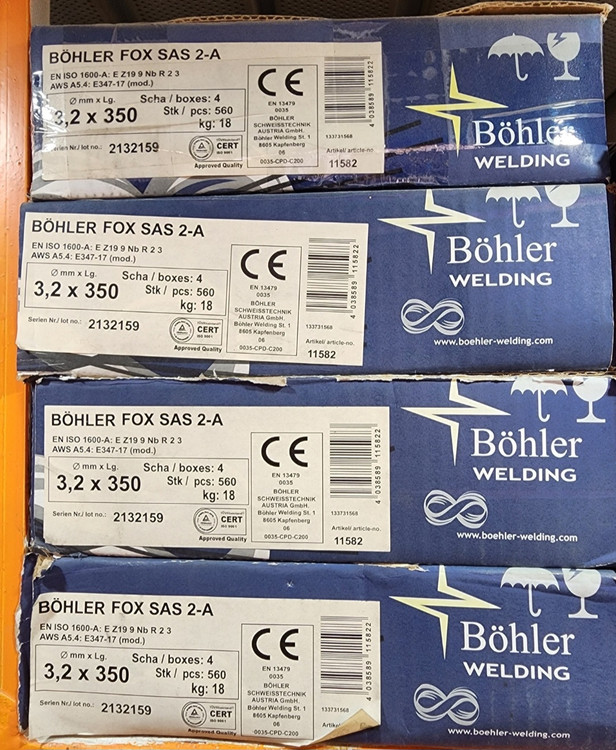 BÖHLER FOX SAS 2-A
EN ISO 1600-A: E Z19 9 Nb R 2 3
AWS A5.4: E347-17 (mod.)
Ø mm x Lg.
3,2 x 350
Scha / boxes: 4
Stk / pcs: 560
kg: 18
Serien Nr./ lot no.: 2132159
CERT
ISO 9001
Approved Quality
CE
EN 13479
0035
BÖHLER
SCHWEISSTECHNIK
AUSTRIA GmbH.
Böhler Welding St. 1
8605 Kapfenberg
06
0035-CPD-C200
4 038589 115822
133731568
Artikel/ article-no.
11582
Böhler
WELDING
BÖHLER FOX SAS 2-A
EN ISO 1600-A: E Z19 9 Nb R 2 3
AWS A5.4: E347-17 (mod.)
Ø mm x Lg.
3,2 x 350
Scha / boxes: 4
Stk / pcs: 560
kg: 18
Serien Nr./ lot no.: 2132159
CERT
ISO 9001
Approved Quality
CE
EN 13479
0035
BÖHLER
SCHWEISSTECHNIK
AUSTRIA GmbH.
Böhler Welding St. 1
8605 Kapfenberg
06
0035-CPD-C200
4 038589 115822
133731568
Artikel/ article-no.
11582
Böhler
WELDING
www.boehler-welding.com
BÖHLER FOX SAS 2-A
EN ISO 1600-A: E Z19 9 Nb R 2 3
AWS A5.4: E347-17 (mod.)
Ø mm x Lg.
3,2 x 350
Scha / boxes: 4
Stk / pcs: 560
kg: 18
Serien Nr./ lot no.: 2132159
CERT
ISO 9001
Approved Quality
CE
EN 13479
0035
BÖHLER
SCHWEISSTECHNIK
AUSTRIA GmbH.
Böhler Welding St. 1
8605 Kapfenberg
06
0035-CPD-C200
4 038589 115822
133731568
Artikel/ article-no.
11582
Böhler
WELDING
www.boehler-welding.com
BÖHLER FOX SAS 2-A
EN ISO 1600-A: E Z19 9 Nb R 2 3
AWS A5.4: E347-17 (mod.)
Ø mm x Lg.
3,2 x 350
Scha / boxes: 4
Stk / pcs: 560
kg: 18
Serien Nr./ lot no.: 2132159
CERT
ISO 9001
Approved Quality
CE
EN 13479
0035
BÖHLER
SCHWEISSTECHNIK
AUSTRIA GmbH.
Böhler Welding St. 1
8605 Kapfenberg
06
0035-CPD-C200
4 038589 115822
133731568
Böhler
WELDING
www.boehler-welding.com